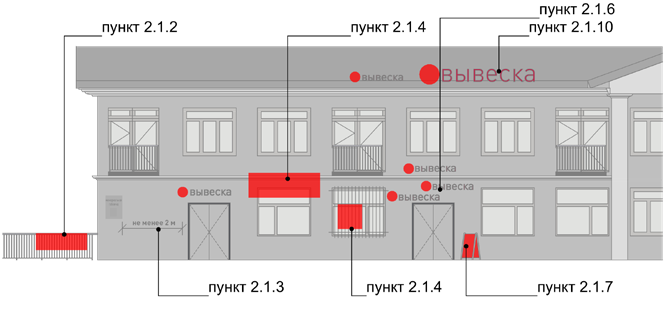 пункт 2.1.2
пункт 2.1.4
пункт 2.1.6
пункт 2.1.10
вывеска
вывеска
вывеска
вывеска
вывеска
вывеска
не менее 2 м
пункт 2.1.3
пункт 2.1.4
пункт 2.1.7